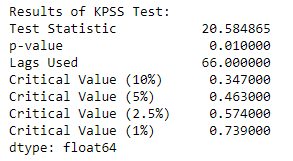 Results of KPSS Test:
Test Statistic 20.584865
p-value 0.010000
Lags Used 66.000000
Critical Value (10%) 0.347000
Critical Value (5%) 0.463000
Critical Value (2.5%) 0.574000
Critical Value (1%) 0.739000
dtype: float64